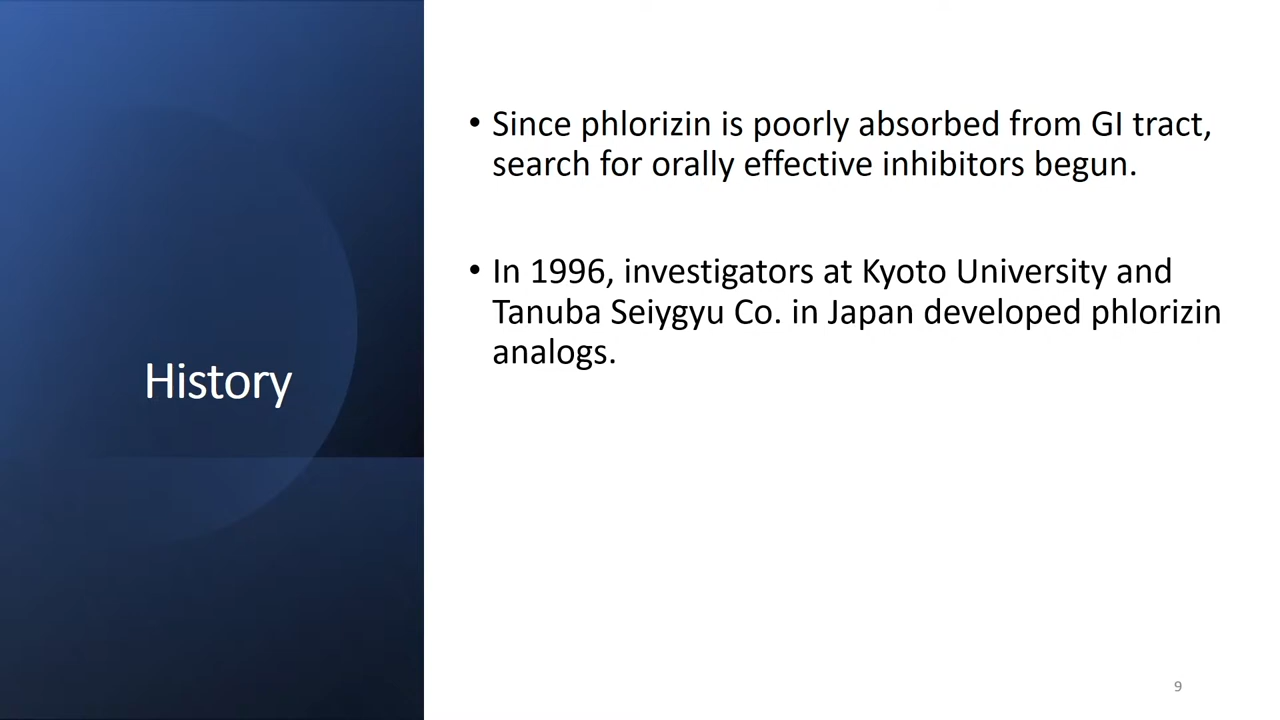 History
• Since phlorizin is poorly absorbed from GI tract,
search for orally effective inhibitors begun.
• In 1996, investigators at Kyoto University and
Tanuba Seiygyu Co. in Japan developed phlorizin
analogs.
9